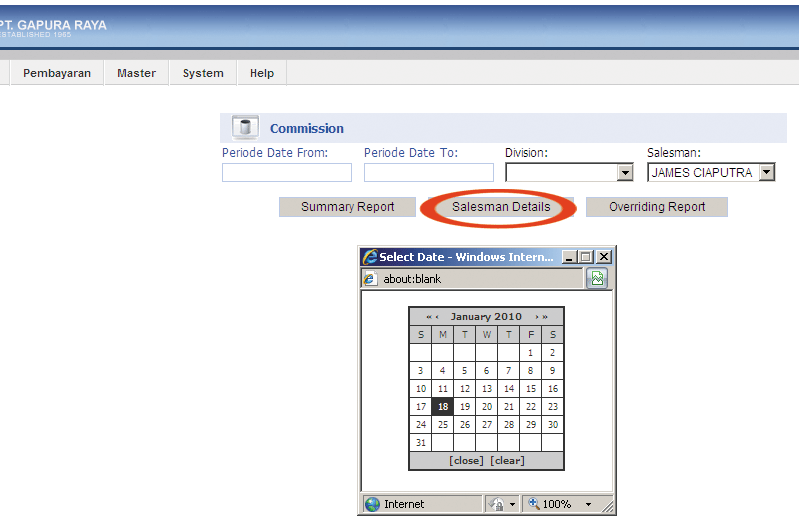 PT. GAPURA RAYA
ESTABLISHED 1965
Pembayaran Master System Help
Commission
Periode Date From: Periode Date To: Division: Salesman:
JAMES CIAPUTRA
Summary Report Salesman Details Overriding Report
Select Date - Windows Intern...
about:blank
« ‹ January 2010 › »
S M T W T F S
1 2
3 4 5 6 7 8 9
10 11 12 13 14 15 16
17 18 19 20 21 22 23
24 25 26 27 28 29 30
31
[close] [clear]
Internet 100%